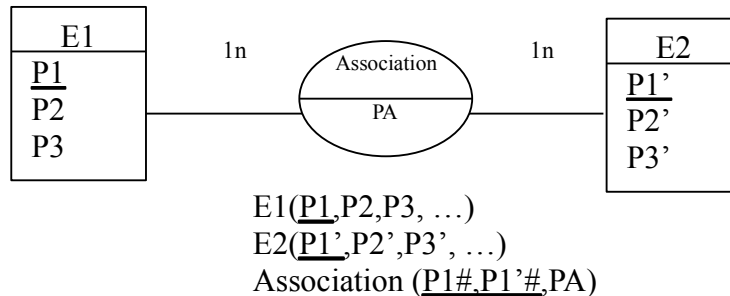 E1
P1
P2
P3
1n
Association
PA
1n
E2
P1’
P2’
P3’
E1(P1,P2,P3, …)
E2(P1’,P2’,P3’, …)
Association (P1#,P1’#,PA)